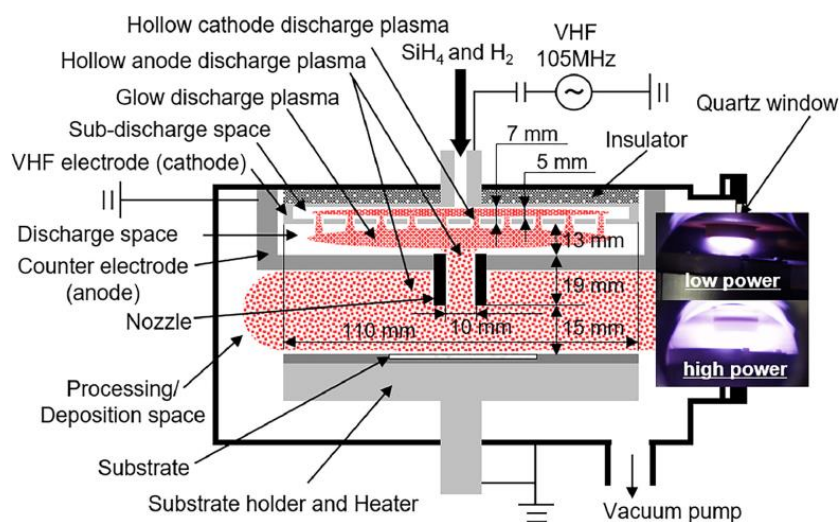 Hollow cathode discharge plasma
Hollow anode discharge plasma
Glow discharge plasma
Sub-discharge space
VHF electrode (cathode)
Discharge space
Counter electrode
(anode)
Nozzle
Processing/
Deposition space
Substrate
Substrate holder and Heater
SiH4 and H2
VHF
105MHz
Quartz window
7 mm
Insulator
5 mm
13 mm
19 mm
110 mm
10 mm
15 mm
low power
high power
Vacuum pump